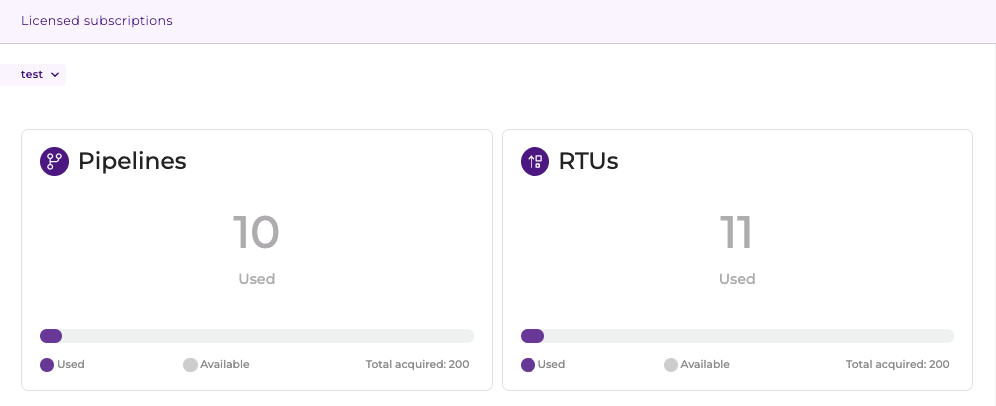 Licensed subscriptions
test
Pipelines
10
Used
Used Available Total acquired: 200
RTUs
11
Used
Used Available Total acquired: 200